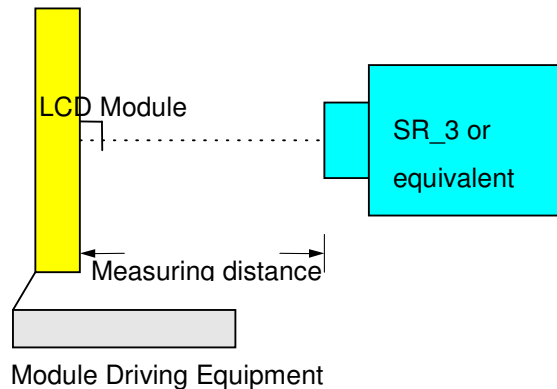 LCD Module
SR_3 or
equivalent
Measuring distance
Module Driving Equipment